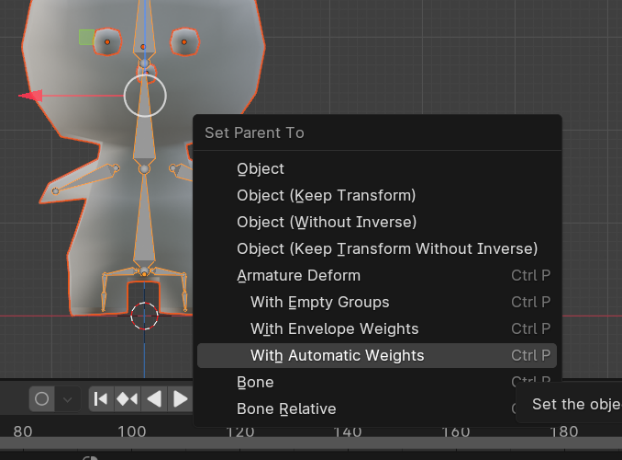 Set Parent To
Object
Object (Keep Transform)
Object (Without Inverse)
Object (Keep Transform Without Inverse)
Armature Deform Ctrl P
With Empty Groups Ctrl P
With Envelope Weights Ctrl P
With Automatic Weights Ctrl P
Bone Ctrl P
Bone Relative
Set the obje
80 100 120 140 160 180